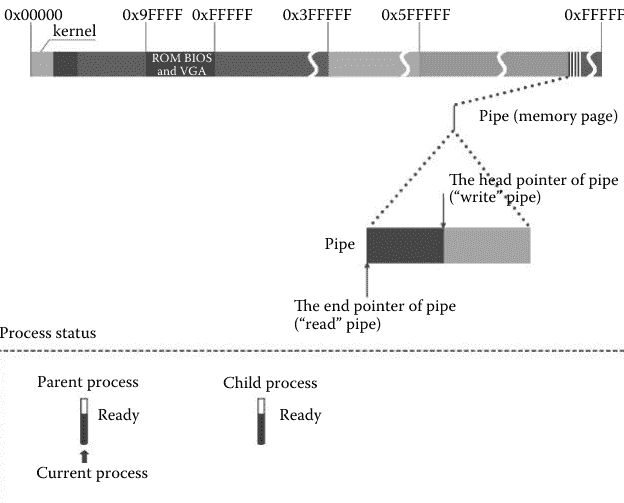 0x00000 0x9FFFF 0xFFFFF 0x3FFFFF 0x5FFFFF 0xFFFFF
kernel
ROM BIOS
and VGA
Pipe (memory page)
The head pointer of pipe
(“write” pipe)
Pipe
The end pointer of pipe
(“read” pipe)
Process status
Parent process Child process
Ready Ready
Current process